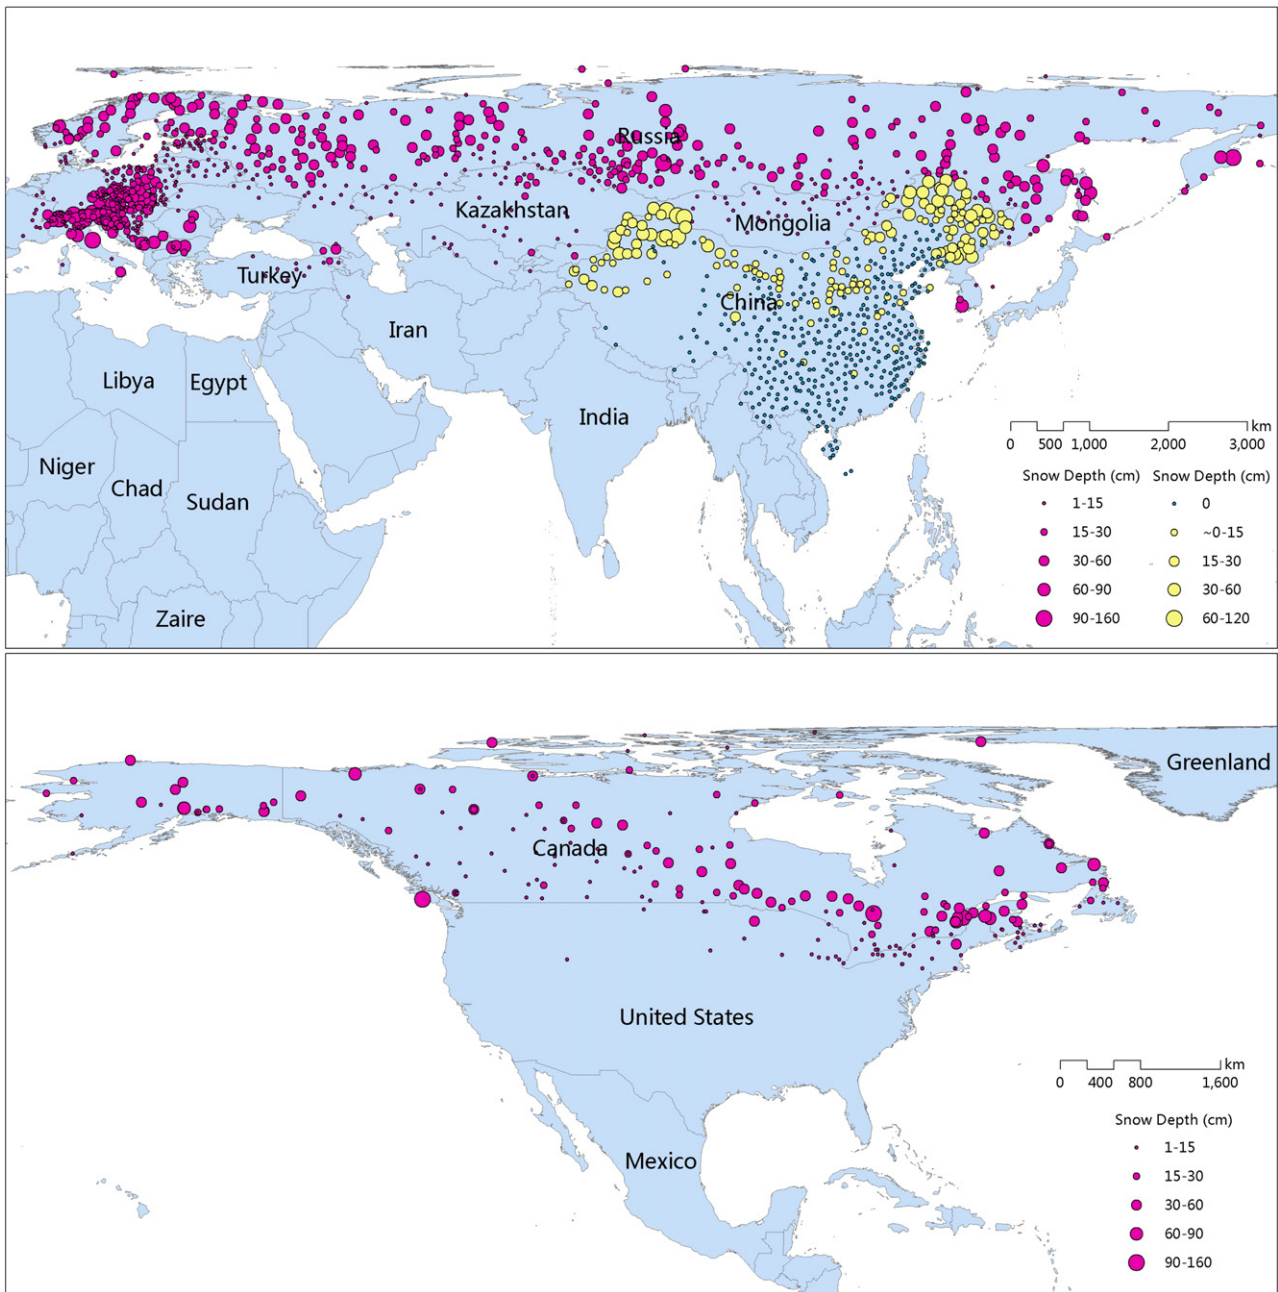 Russia
Kazakhstan
Mongolia
Turkey
China
Iran
Libya
Egypt
India
Niger
Chad
Sudan
Zaire
km
0 500 1,000 2,000 3,000
Snow Depth (cm) Snow Depth (cm)
1-15 0
15-30 ~0-15
30-60 15-30
60-90 30-60
90-160 60-120
Greenland
Canada
United States
Mexico
km
0 400 800 1,600
Snow Depth (cm)
1-15
15-30
30-60
60-90
90-160